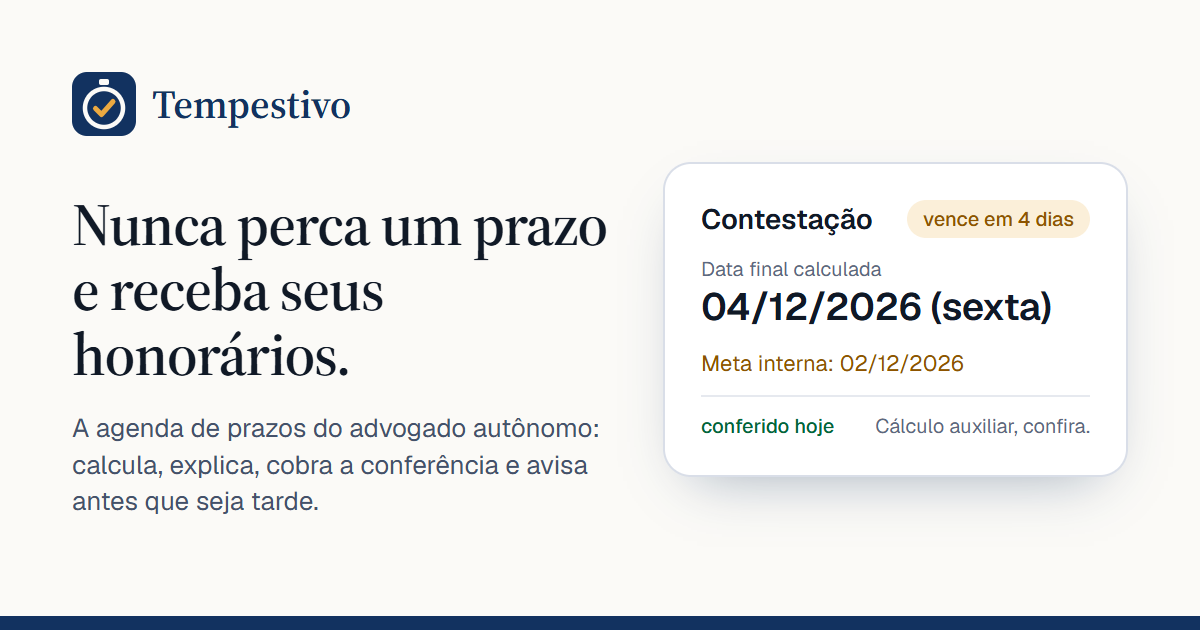 Tempestivo
Nunca perca um prazo
e receba seus
honorários.
A agenda de prazos do advogado autônomo:
calcula, explica, cobra a conferência e avisa
antes que seja tarde.
Contestação
vence em 4 dias
Data final calculada
04/12/2026 (sexta)
Meta interna: 02/12/2026
conferido hoje
Cálculo auxiliar, confira.